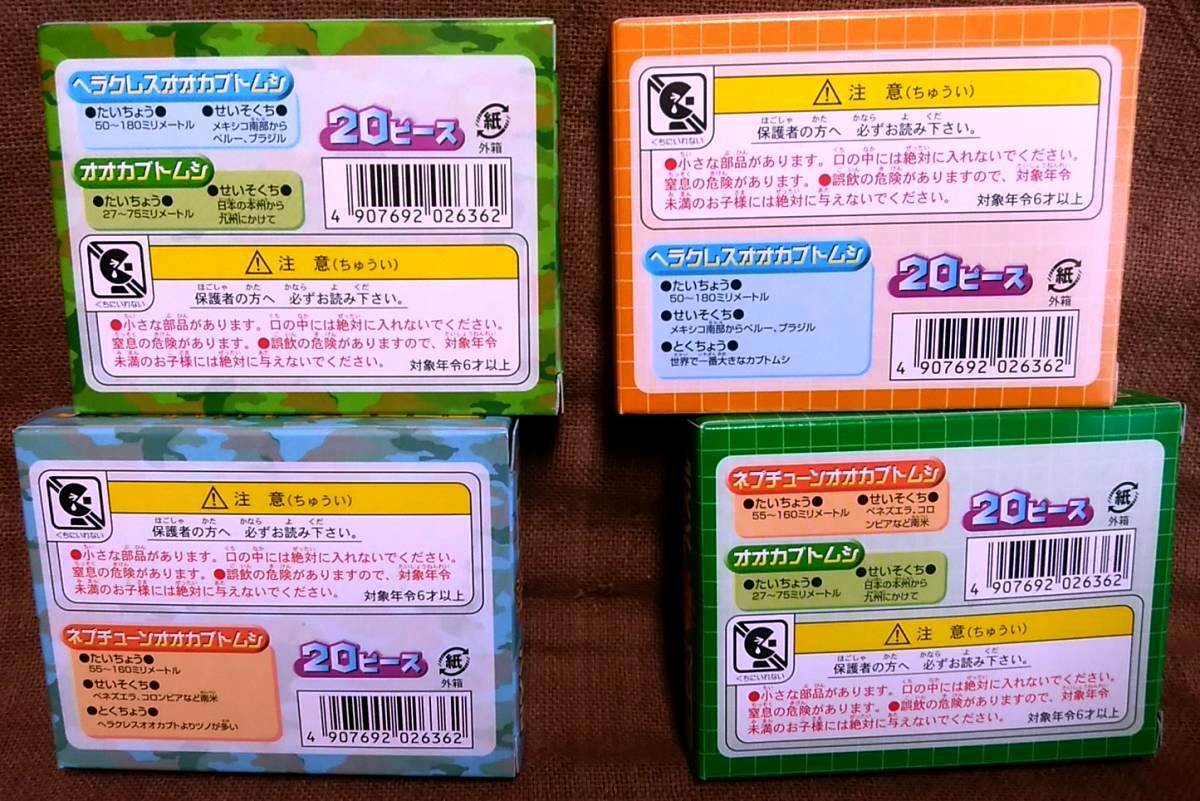 ヘラクレスオオカブトムシ
●たいちょう●
50〜180ミリメートル
●せいそくち●
メキシコ南部から
ペルー、ブラジル
オオカブトムシ
●たいちょう●
27〜75ミリメートル
●せいそくち●
日本の本州から
九州にかけて
20ピース
紙
外箱
4 907692 026362
くちにいれない
注 意(ちゅうい)
保護者の方へ 必ずお読み下さい。
●小さな部品があります。口の中には絶対に入れないでください。
窒息の危険があります。●誤飲の危険がありますので、対象年令
未満のお子様には絶対に与えないでください。 対象年令6才以上
くちにいれない
注 意(ちゅうい)
保護者の方へ 必ずお読み下さい。
●小さな部品があります。口の中には絶対に入れないでください。
窒息の危険があります。●誤飲の危険がありますので、対象年令
未満のお子様には絶対に与えないでください。 対象年令6才以上
ヘラクレスオオカブトムシ
●たいちょう●
50〜180ミリメートル
●せいそくち●
メキシコ南部からペルー、ブラジル
●とくちょう●
世界で一番大きなカブトムシ
20ピース
紙
外箱
4 907692 026362
くちにいれない
注 意(ちゅうい)
保護者の方へ 必ずお読み下さい。
●小さな部品があります。口の中には絶対に入れないでください。
窒息の危険があります。●誤飲の危険がありますので、対象年令
未満のお子様には絶対に与えないでください。 対象年令6才以上
ネプチューンオオカブトムシ
●たいちょう●
55〜160ミリメートル
●せいそくち●
ベネズエラ、コロンビアなど南米
●とくちょう●
ヘラクレスオオカブトよりツノが多い
20ピース
紙
外箱
4 907692 026362
ネプチューンオオカブトムシ
●たいちょう●
55〜160ミリメートル
●せいそくち●
ベネズエラ、コロ
ンビアなど南米
オオカブトムシ
●たいちょう●
27〜75ミリメートル
●せいそくち●
日本の本州から
九州にかけて
20ピース
紙
外箱
4 907692 026362
くちにいれない
注 意(ちゅうい)
保護者の方へ 必ずお読み下さい。
●小さな部品があります。口の中には絶対に入れないでください。
窒息の危険があります。●誤飲の危険がありますので、対象年令
未満のお子様には絶対に与えないでください。 対象年令6才以上